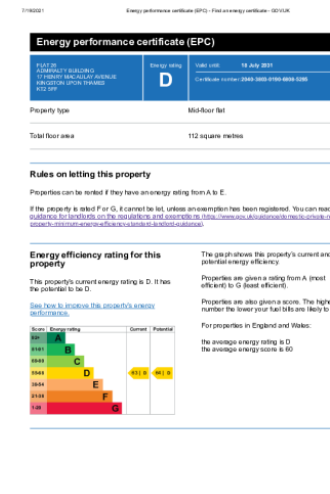 7/19/2021
Energy performance certificate (EPC) - Find an energy certificate - GOV.UK
Energy performance certificate (EPC)
ADMIRALTY BUILDING
17 HENRY MACAULAY AVENUE
KINGSTON UPON THAMES
KT2 5FF
Energy rating
D
Valid until: 18 July 2031
Certificate number:
Property type
Mid-floor flat
Total floor area
112 square metres
Rules on letting this property
Properties can be rented if they have an energy rating from A to E.
If the property is rated F or G, it cannot be let, unless an exemption has been registered. You can read
guidance for landlords on the regulations and exemptions (https://www.gov.uk/guidance/domestic-private-r
property-minimum-energy-efficiency-standard-landlord-guidance).
Energy efficiency rating for this
property
This property's current energy rating is D. It has
the potential to be D.
See how to improve this property's energy
performance.
Score Energy rating Current Potential
92+ A
81-91 B
69-80 C
55-68 D
39-54 E
21-38 F
1-20 G
The graph shows this property's current and
potential energy efficiency.
Properties are given a rating from A (most
efficient) to G (least efficient).
Properties are also given a score. The highe
number the lower your fuel bills are likely to
For properties in England and Wales:
the average energy rating is D
the average energy score is 60